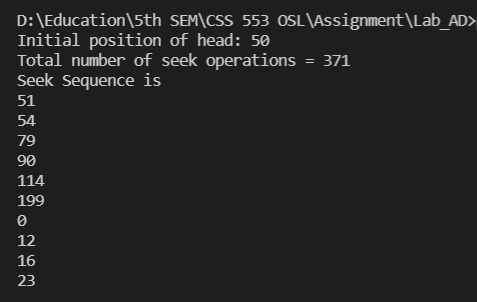 D:\Education\5th SEM\CSS 553 OSL\Assignment\Lab_AD>
Initial position of head: 50
Total number of seek operations = 371
Seek Sequence is
51
54
79
90
114
199
0
12
16
23